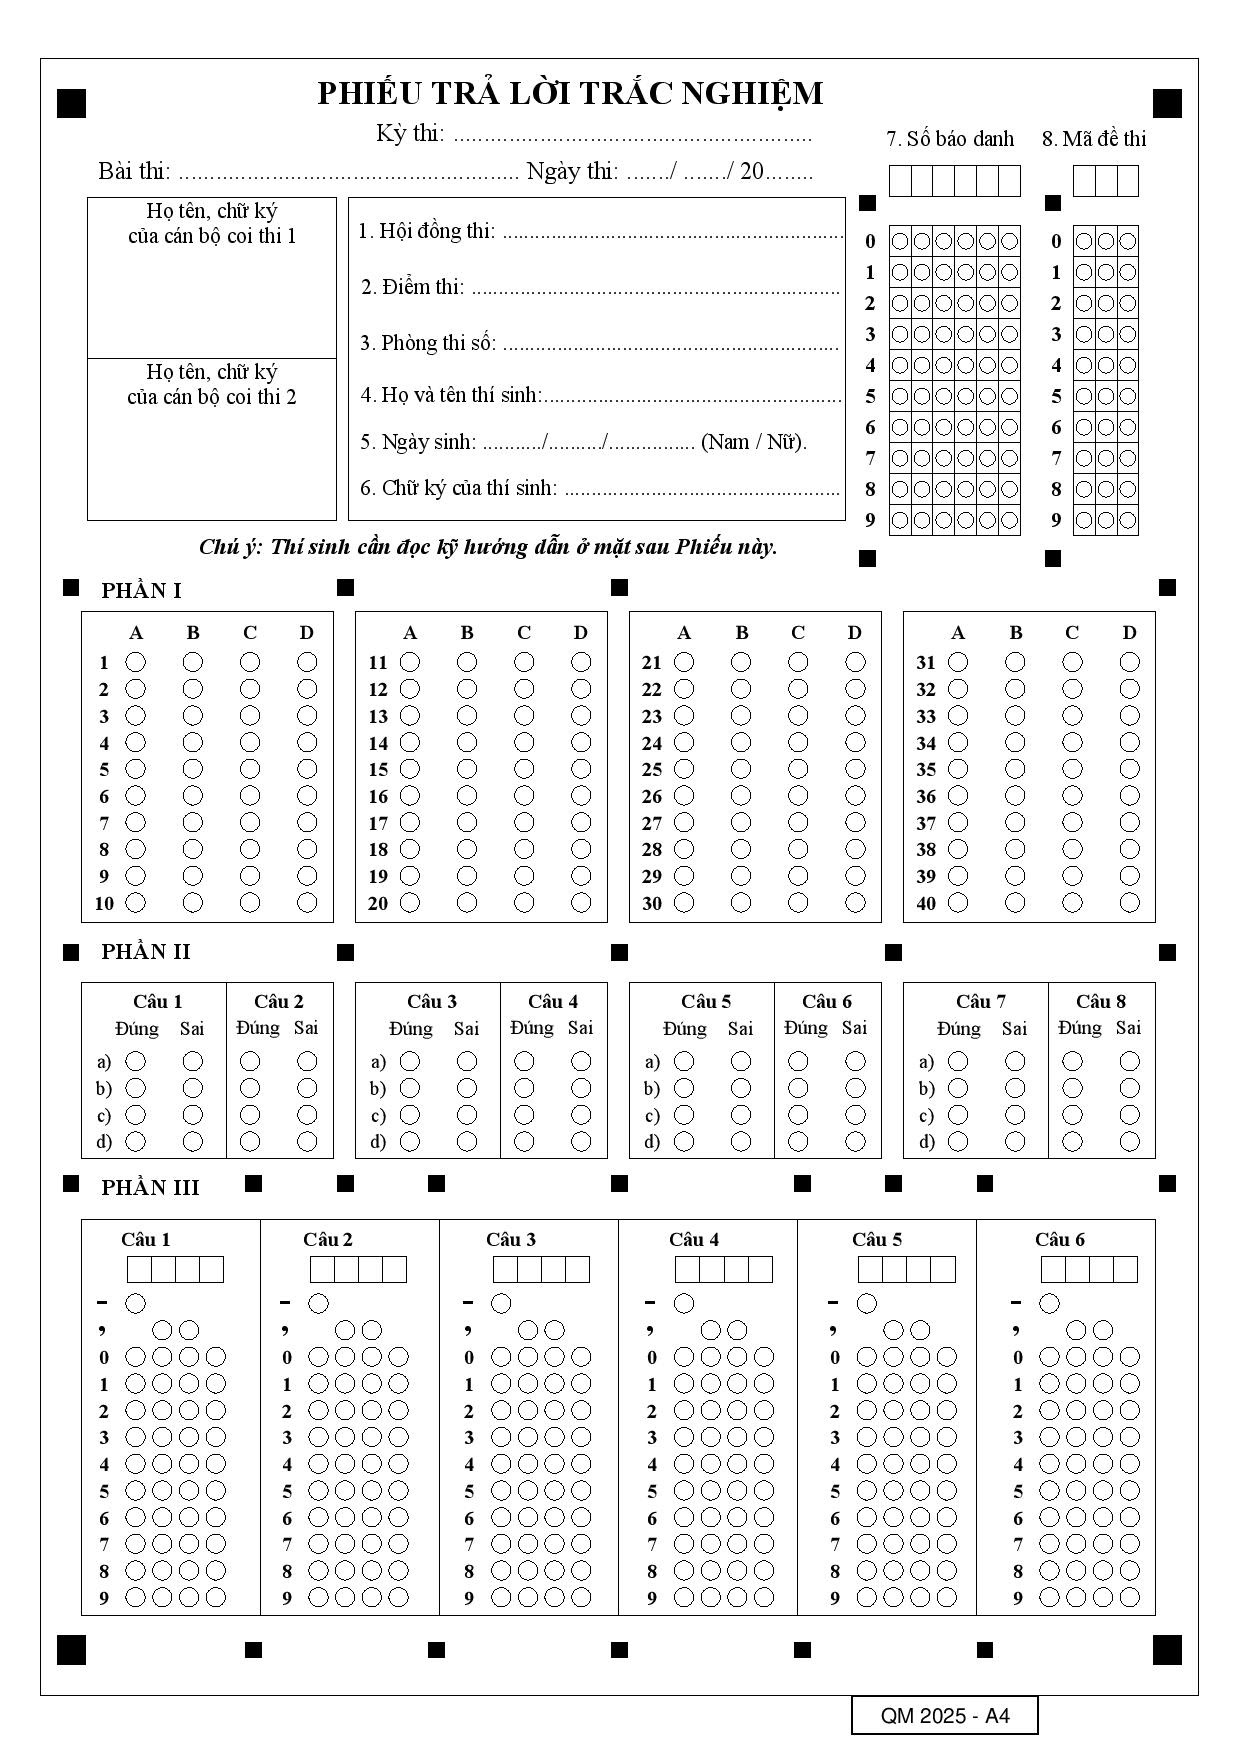 PHIẾU TRẢ LỜI TRẮC NGHIỆM
Kỳ thi: ..........................................................
Bài thi: ...................................................... Ngày thi: ......./ ......./ 20........
7. Số báo danh 8. Mã đề thi
Họ tên, chữ ký
của cán bộ coi thi 1
Họ tên, chữ ký
của cán bộ coi thi 2
1. Hội đồng thi: ................................................................
2. Điểm thi: .....................................................................
3. Phòng thi số: ...............................................................
4. Họ và tên thí sinh:........................................................
5. Ngày sinh: .........../........../................ (Nam / Nữ).
6. Chữ ký của thí sinh: ...................................................
0 0
1 1
2 2
3 3
4 4
5 5
6 6
7 7
8 8
9 9
Chú ý: Thí sinh cần đọc kỹ hướng dẫn ở mặt sau Phiếu này.
PHẦN I
A B C D A B C D A B C D A B C D
1 11 21 31
2 12 22 32
3 13 23 33
4 14 24 34
5 15 25 35
6 16 26 36
7 17 27 37
8 18 28 38
9 19 29 39
10 20 30 40
PHẦN II
Câu 1 Câu 2 Câu 3 Câu 4 Câu 5 Câu 6 Câu 7 Câu 8
Đúng Sai Đúng Sai Đúng Sai Đúng Sai Đúng Sai Đúng Sai Đúng Sai Đúng Sai
a) a) a) a)
b) b) b) b)
c) c) c) c)
d) d) d) d)
PHẦN III
Câu 1 Câu 2 Câu 3 Câu 4 Câu 5 Câu 6
- - - - - -
, , , , , ,
0 0 0 0 0 0
1 1 1 1 1 1
2 2 2 2 2 2
3 3 3 3 3 3
4 4 4 4 4 4
5 5 5 5 5 5
6 6 6 6 6 6
7 7 7 7 7 7
8 8 8 8 8 8
9 9 9 9 9 9
QM 2025 - A4